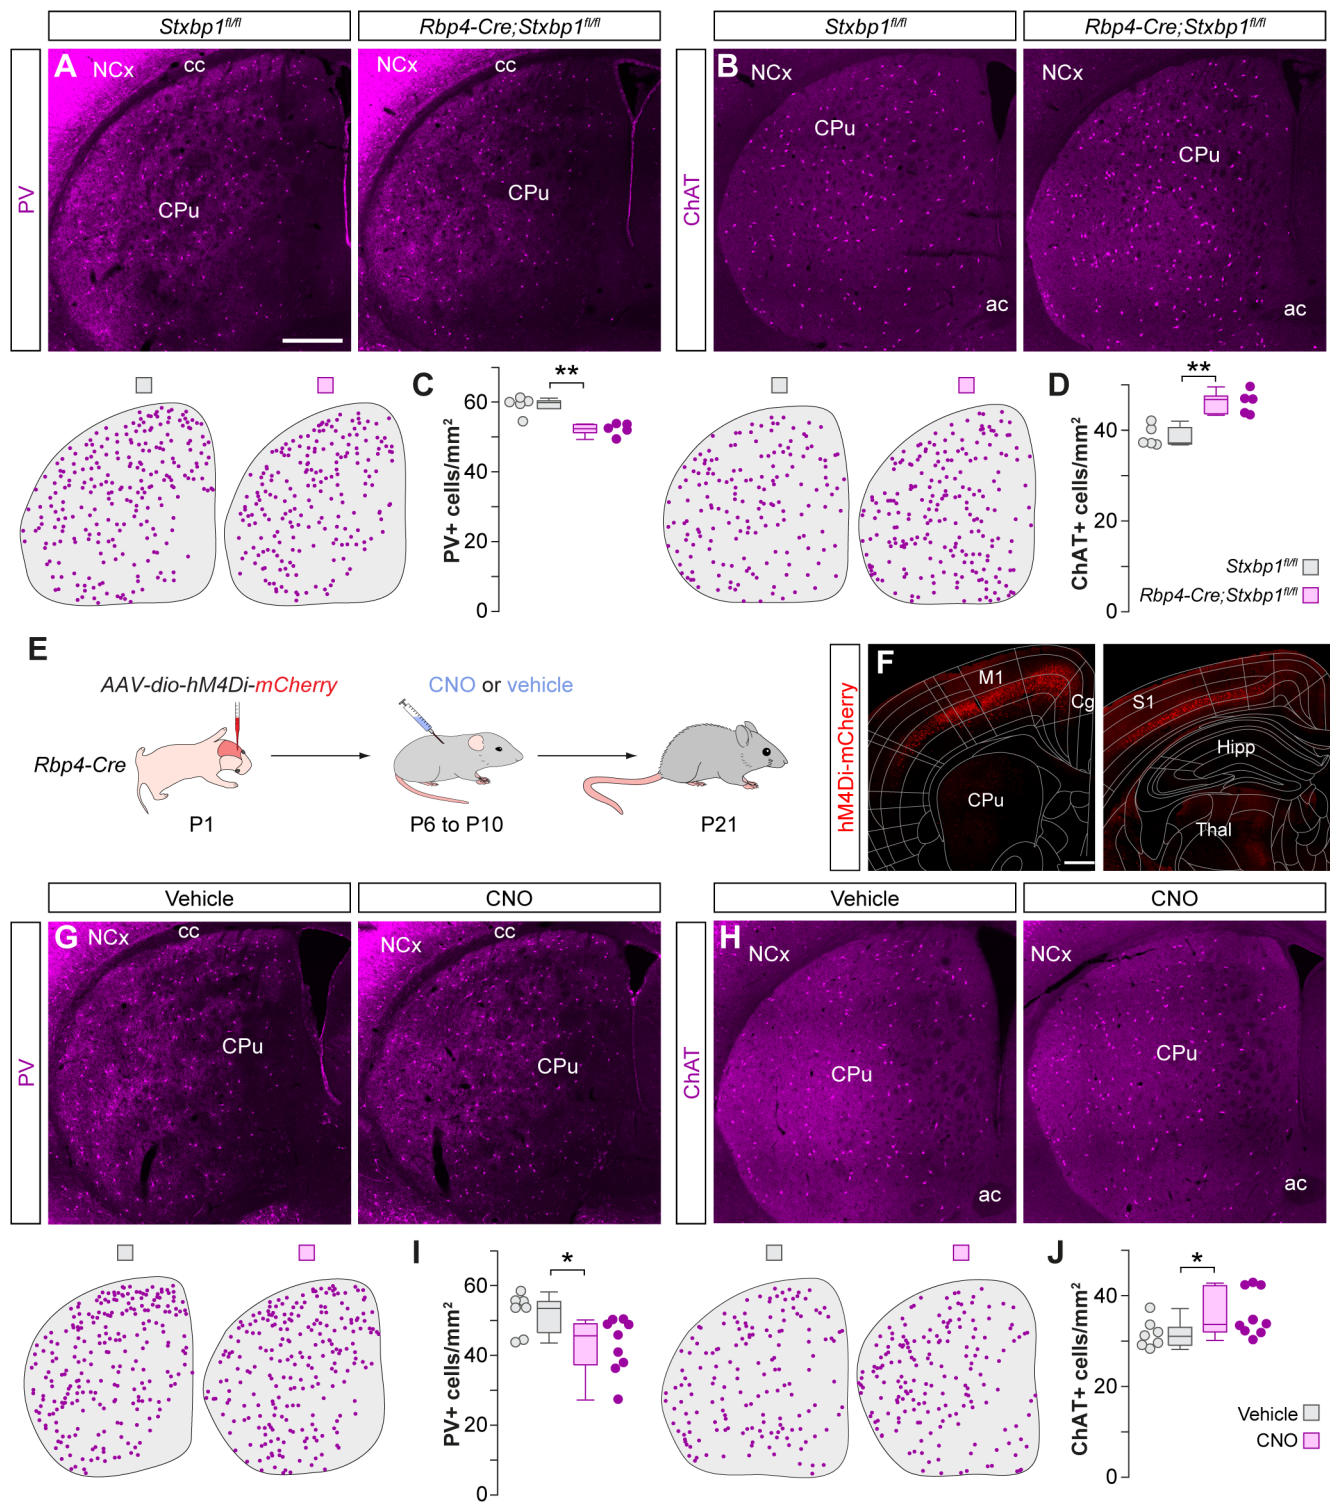 Stxbp1fl/fl
Rbp4-Cre;Stxbp1fl/fl
Stxbp1fl/fl
Rbp4-Cre;Stxbp1fl/fl
PV
A
NCx
cc
CPu
NCx
cc
CPu
ChAT
B
NCx
CPu
ac
NCx
CPu
ac
C
PV+ cells/mm2
60
40
20
0
**
D
ChAT+ cells/mm2
40
20
0
**
Stxbp1fl/fl
Rbp4-Cre;Stxbp1fl/fl
E
AAV-dio-hM4Di-mCherry
Rbp4-Cre
P1
CNO or vehicle
P6 to P10
P21
hM4Di-mCherry
F
M1
Cg
CPu
S1
Hipp
Thal
Vehicle
CNO
Vehicle
CNO
PV
G
NCx
cc
CPu
NCx
cc
CPu
ChAT
H
NCx
CPu
ac
NCx
CPu
ac
I
PV+ cells/mm2
60
40
20
0
*
J
ChAT+ cells/mm2
40
20
0
*
Vehicle
CNO